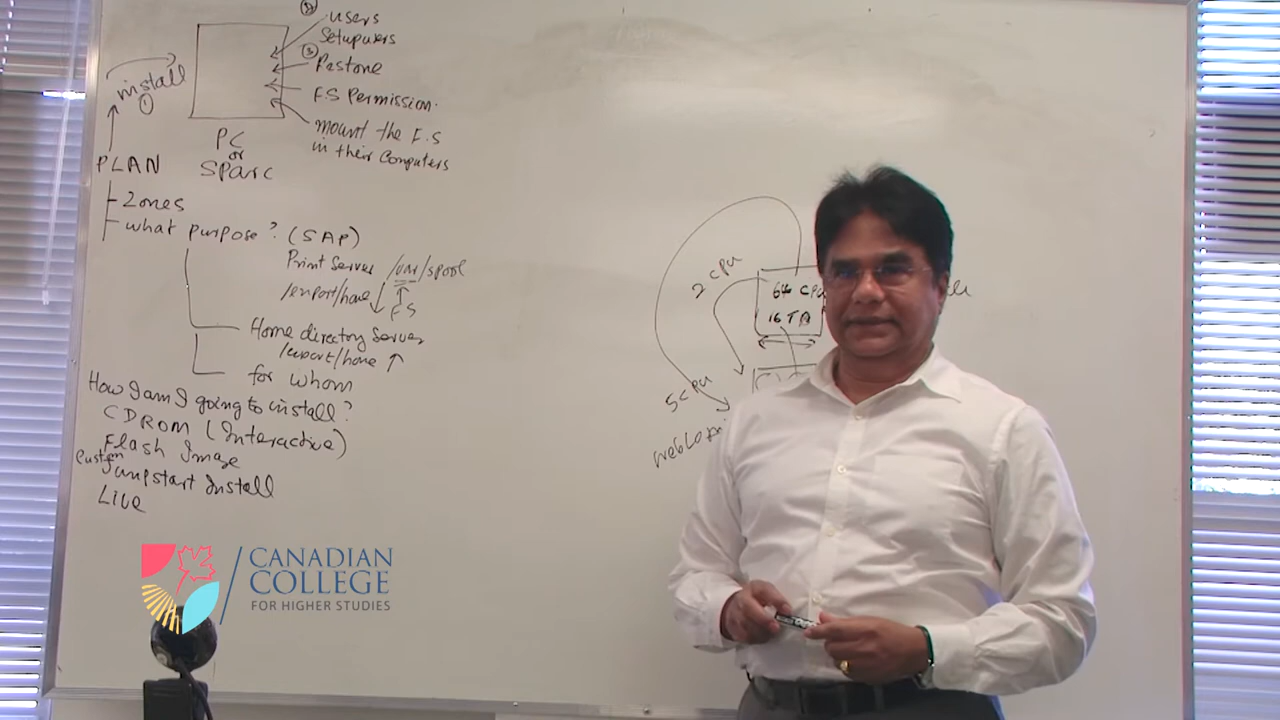 users
Setupusers
install
①
③
Restore
F.S Permission.
mount the F.S
in their Computers
PC
or
SPARC
PLAN
Zones
what purpose? (SAP)
Print Server /var/spool
/export/home
FS
Home directory Server
/export/home
for whom
How I am I going to install?
CDROM (Interactive)
Flash Image
Custom
Jumpstart Install
Live
2 CPU
64 CPU
16 TB
5 CPU
CANADIAN
COLLEGE
FOR HIGHER STUDIES